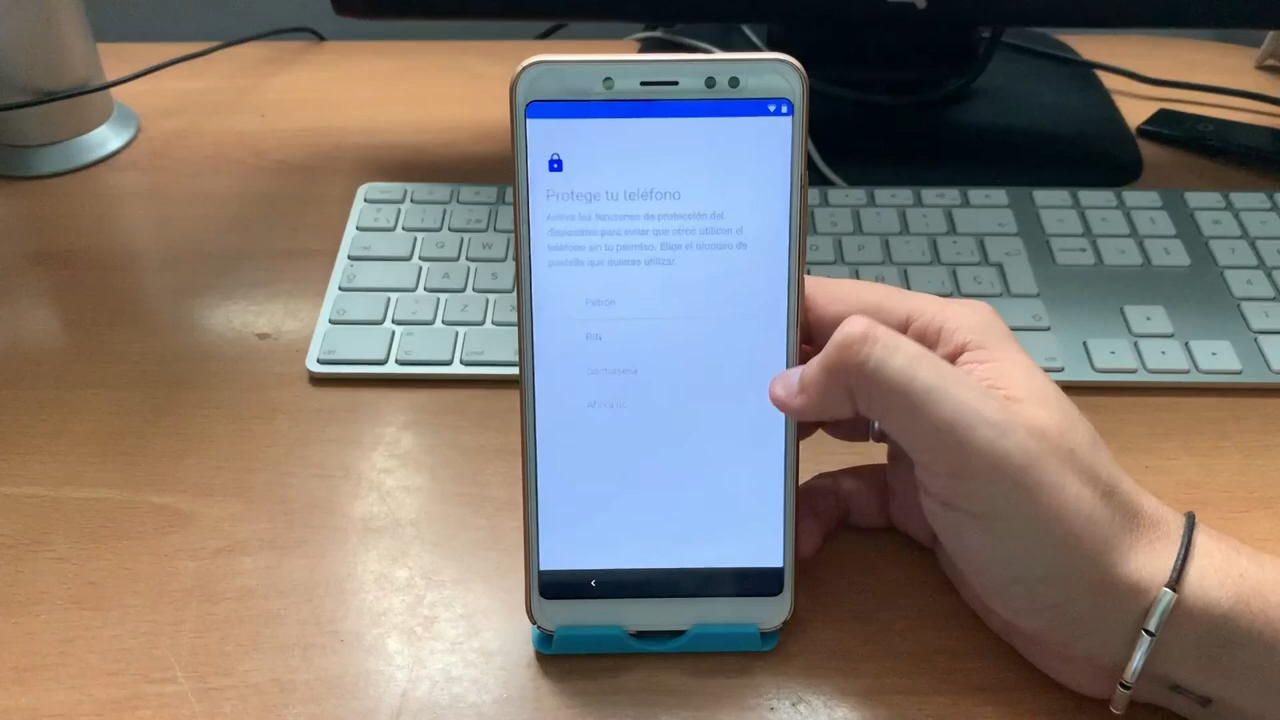 Protege tu teléfono
Activa las funciones de protección del
dispositivo para evitar que otros utilicen el
teléfono sin tu permiso. Elige el bloqueo de
pantalla que quieras utilizar.
Patrón
PIN
Contraseña
Ahora no
Q
W
A
S
Z
X
cmd
O
P
Ñ
Ç